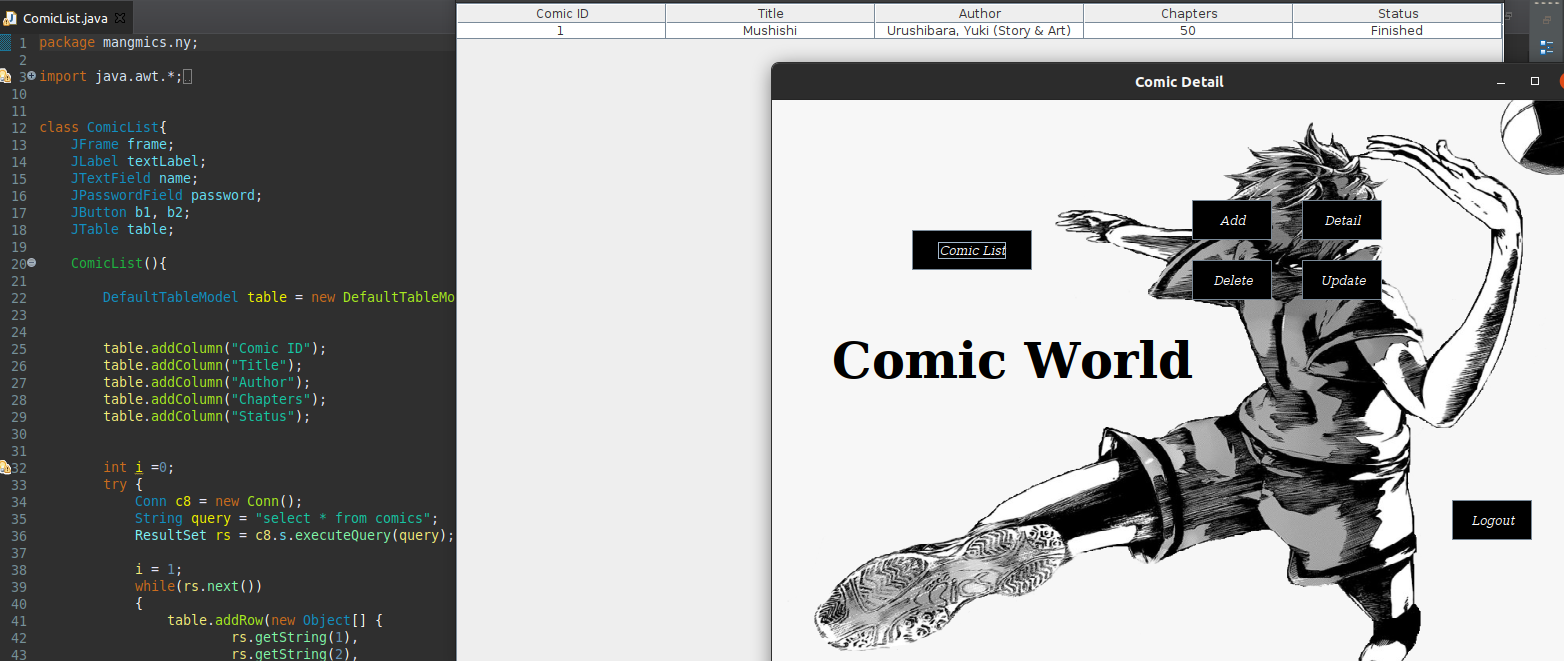 ComicList.java
1 package mangmics.ny;
2
3 import java.awt.*;
10
11
12 class ComicList{
13 JFrame frame;
14 JLabel textLabel;
15 JTextField name;
16 JPasswordField password;
17 JButton b1, b2;
18 JTable table;
19
20 ComicList(){
21
22 DefaultTableModel table = new DefaultTableMo
23
24
25 table.addColumn("Comic ID");
26 table.addColumn("Title");
27 table.addColumn("Author");
28 table.addColumn("Chapters");
29 table.addColumn("Status");
30
31
32 int i =0;
33 try {
34 Conn c8 = new Conn();
35 String query = "select * from comics";
36 ResultSet rs = c8.s.executeQuery(query);
37
38 i = 1;
39 while(rs.next())
40 {
41 table.addRow(new Object[] {
42 rs.getString(1),
43 rs.getString(2),
Comic ID Title Author Chapters Status
1 Mushishi Urushibara, Yuki (Story & Art) 50 Finished
Comic Detail
Add Detail
Comic List
Delete Update
Comic World
Logout